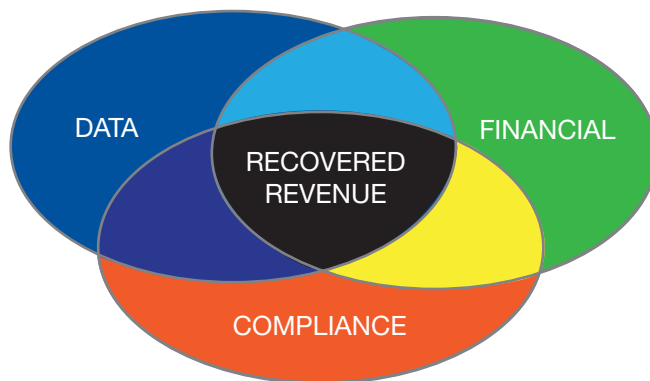 DATA
FINANCIAL
RECOVERED
REVENUE
COMPLIANCE